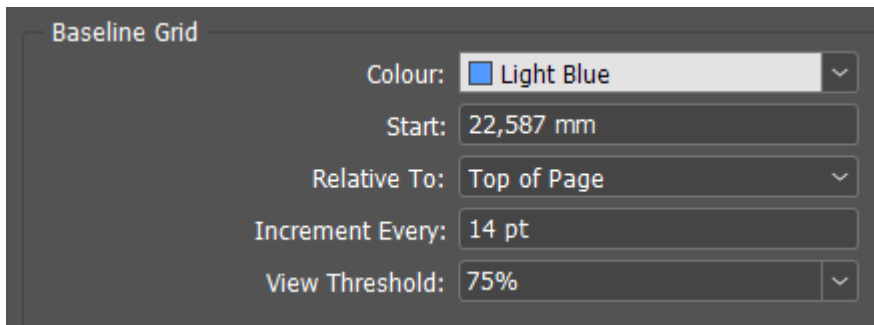 Baseline Grid
Colour: Light Blue
Start: 22,587 mm
Relative To: Top of Page
Increment Every: 14 pt
View Threshold: 75%